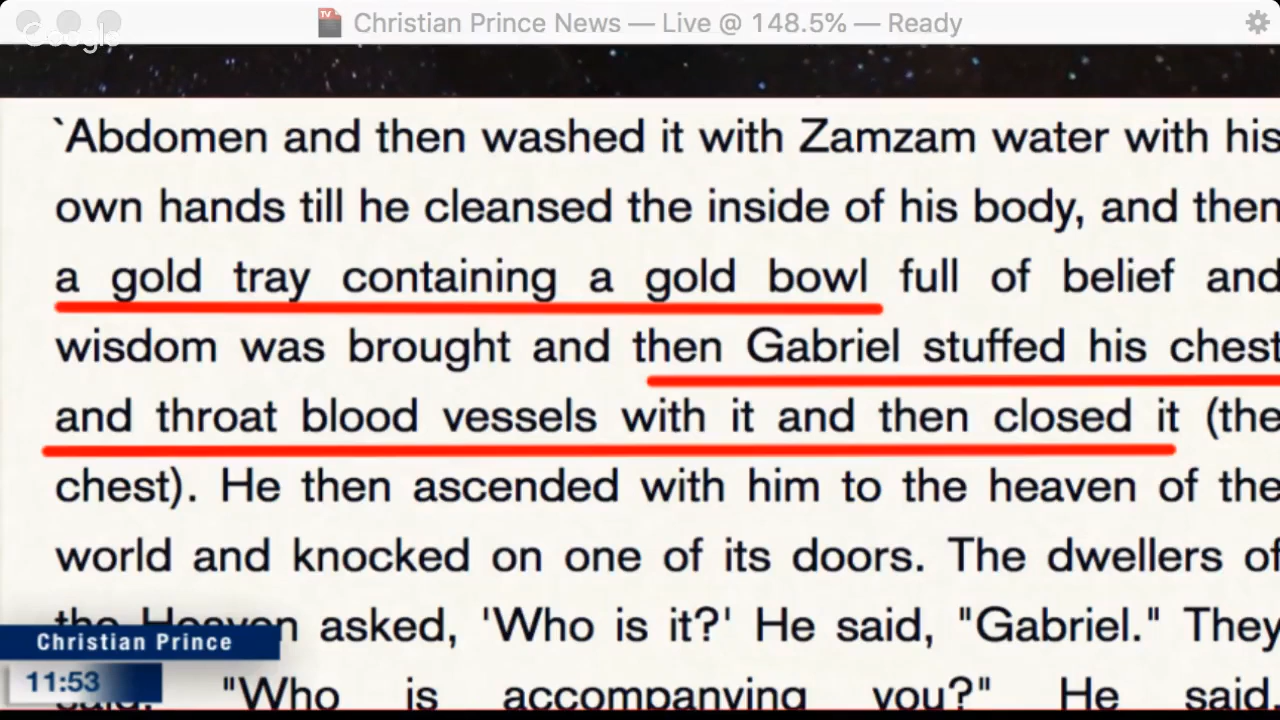 Christian Prince News — Live @ 148.5% — Ready
Google
`Abdomen and then washed it with Zamzam water with his
own hands till he cleansed the inside of his body, and then
a gold tray containing a gold bowl full of belief and
wisdom was brought and then Gabriel stuffed his chest
and throat blood vessels with it and then closed it (the
chest). He then ascended with him to the heaven of the
world and knocked on one of its doors. The dwellers of
the Heaven asked, 'Who is it?' He said, "Gabriel." They
Christian Prince
said. "Who is accompanying you?" He said.
11:53